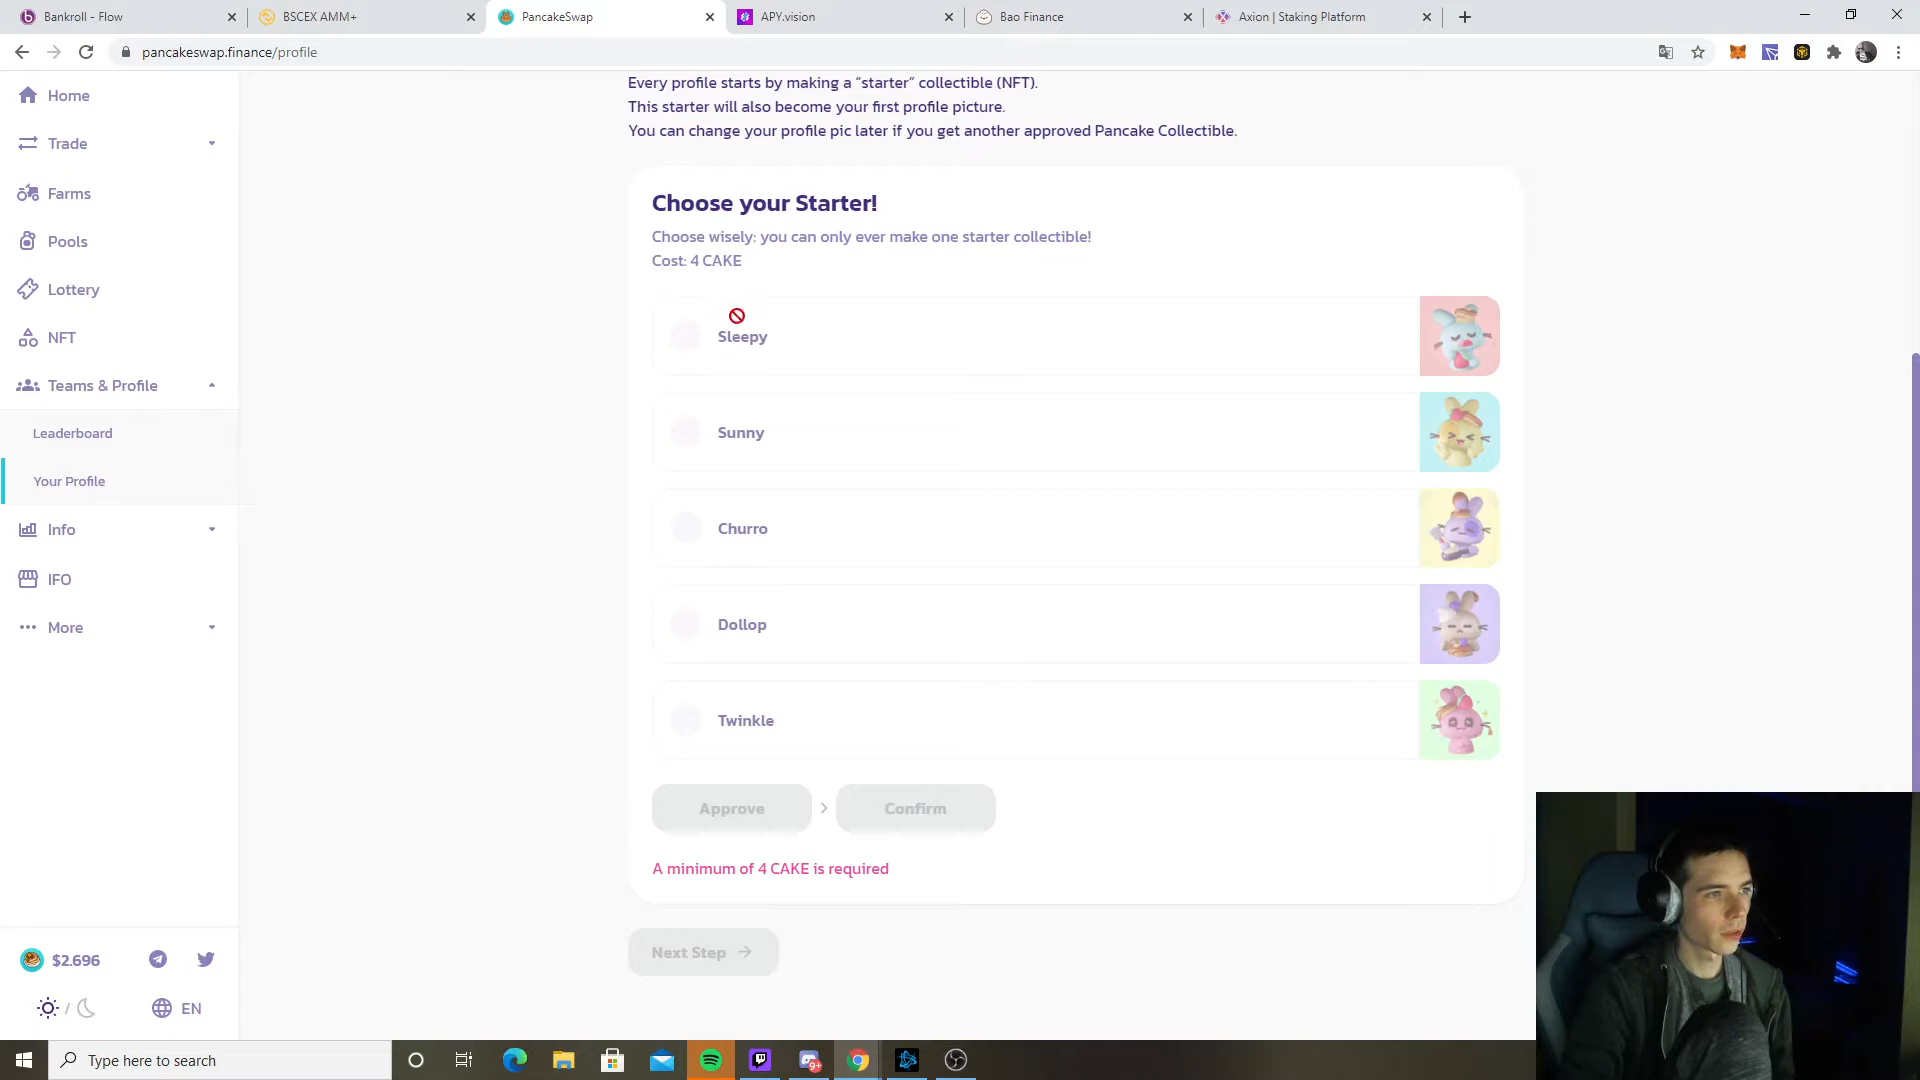 Bankroll - Flow
BSCEX AMM+
PancakeSwap
APY.vision
Bao Finance
Axion | Staking Platform
pancakeswap.finance/profile
Home
Trade
Farms
Pools
Lottery
NFT
Teams & Profile
Leaderboard
Your Profile
Info
IFO
More
$2.696
/
EN
Every profile starts by making a “starter” collectible (NFT).
This starter will also become your first profile picture.
You can change your profile pic later if you get another approved Pancake Collectible.
Choose your Starter!
Choose wisely: you can only ever make one starter collectible!
Cost: 4 CAKE
Sleepy
Sunny
Churro
Dollop
Twinkle
Approve
Confirm
A minimum of 4 CAKE is required
Next Step
Type here to search
9+